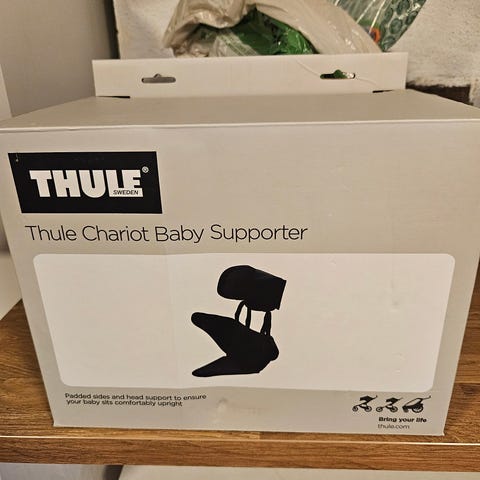 THULE®
SWEDEN
Thule Chariot Baby Supporter
Padded sides and head support to ensure
your baby sits comfortably upright
Bring your life
thule.com